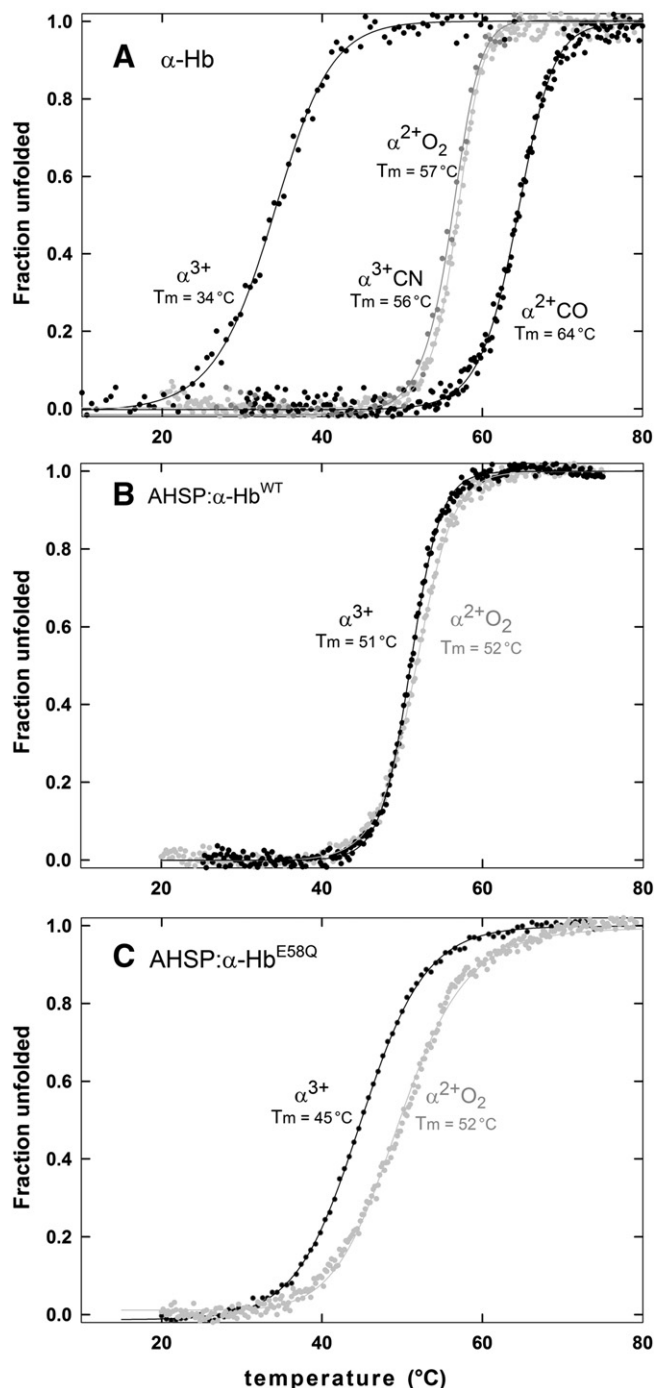 A α-Hb
Fraction unfolded
1.0
0.8
0.6
0.4
0.2
0.0
α³⁺
Tm = 34 °C
α²⁺O₂
Tm = 57 °C
α³⁺CN
Tm = 56 °C
α²⁺CO
Tm = 64 °C
20 40 60 80
B AHSP:α-Hbᵂᵀ
Fraction unfolded
1.0
0.8
0.6
0.4
0.2
0.0
α³⁺
Tm = 51 °C
α²⁺O₂
Tm = 52 °C
20 40 60 80
C AHSP:α-Hb^E58Q
Fraction unfolded
1.0
0.8
0.6
0.4
0.2
0.0
α³⁺
Tm = 45 °C
α²⁺O₂
Tm = 52 °C
20 40 60 80
temperature (°C)